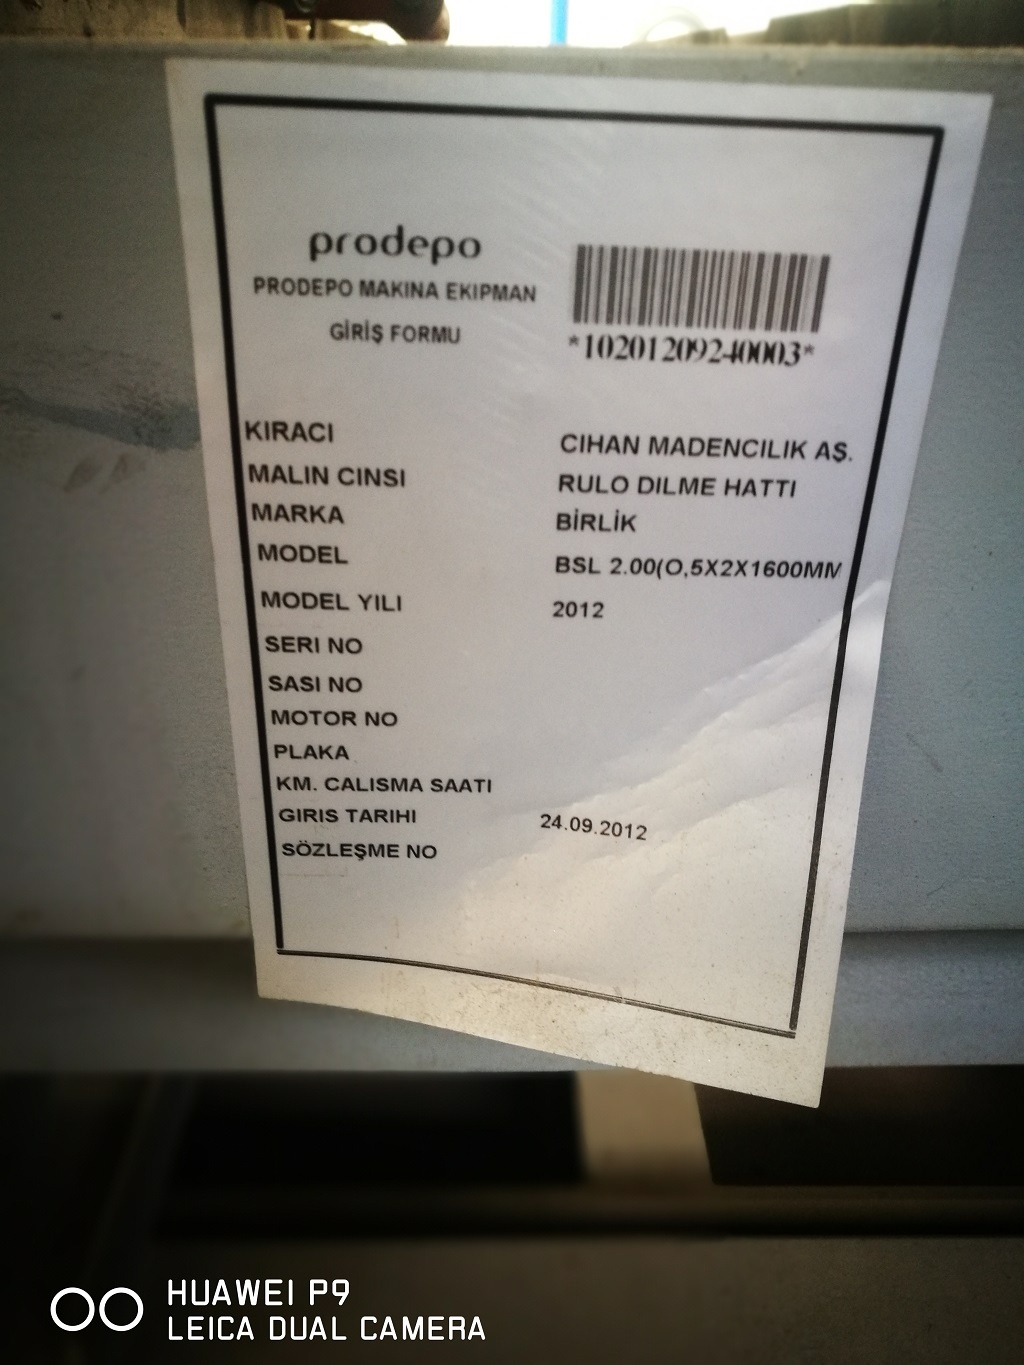 prodepo
PRODEPO MAKINA EKIPMAN
GİRİŞ FORMU
*10201209240003*
KIRACI CIHAN MADENCILIK AŞ.
MALIN CINSI RULO DILME HATTI
MARKA BİRLİK
MODEL BSL 2.00(O,5X2X1600MM
MODEL YILI 2012
SERI NO
SASI NO
MOTOR NO
PLAKA
KM. CALISMA SAATI
GIRIS TARIHI 24.09.2012
SÖZLEŞME NO
HUAWEI P9
LEICA DUAL CAMERA